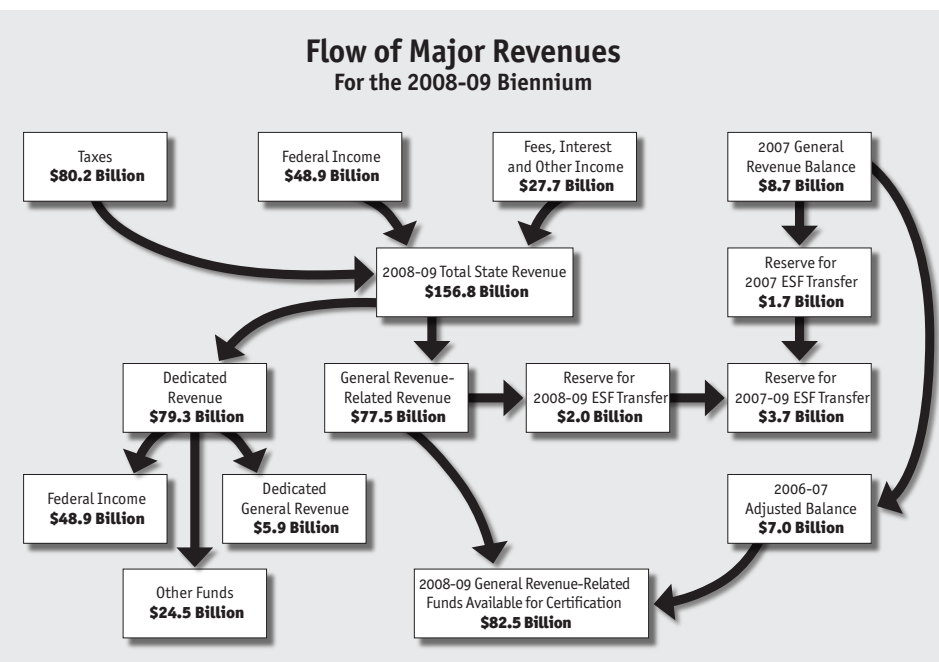 Flow of Major Revenues
For the 2008-09 Biennium
Taxes
$80.2 Billion
Federal Income
$48.9 Billion
Fees, Interest
and Other Income
$27.7 Billion
2007 General
Revenue Balance
$8.7 Billion
2008-09 Total State Revenue
$156.8 Billion
Reserve for
2007 ESF Transfer
$1.7 Billion
Dedicated
Revenue
$79.3 Billion
General Revenue-
Related Revenue
$77.5 Billion
Reserve for
2008-09 ESF Transfer
$2.0 Billion
Reserve for
2007-09 ESF Transfer
$3.7 Billion
Federal Income
$48.9 Billion
Dedicated
General Revenue
$5.9 Billion
2006-07
Adjusted Balance
$7.0 Billion
Other Funds
$24.5 Billion
2008-09 General Revenue-Related
Funds Available for Certification
$82.5 Billion